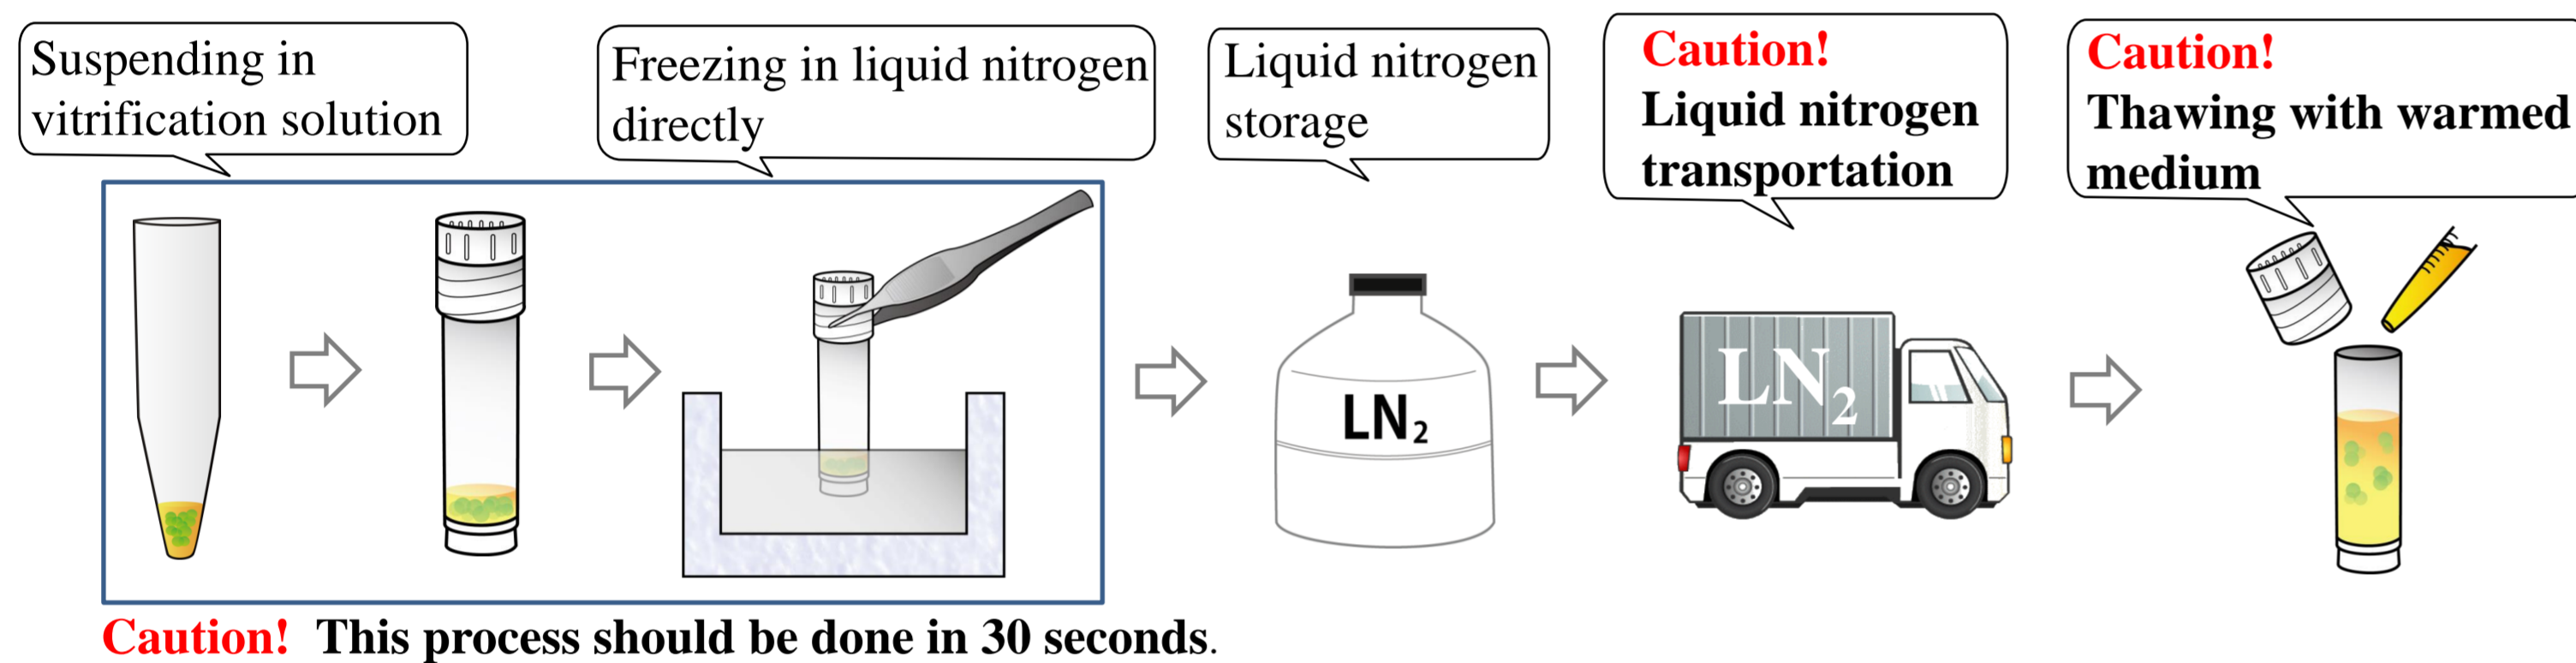 Suspending in
vitrification solution
Freezing in liquid nitrogen
directly
Liquid nitrogen
storage
Caution!
Liquid nitrogen
transportation
Caution!
Thawing with warmed
medium
LN₂
LN₂
Caution! This process should be done in 30 seconds.